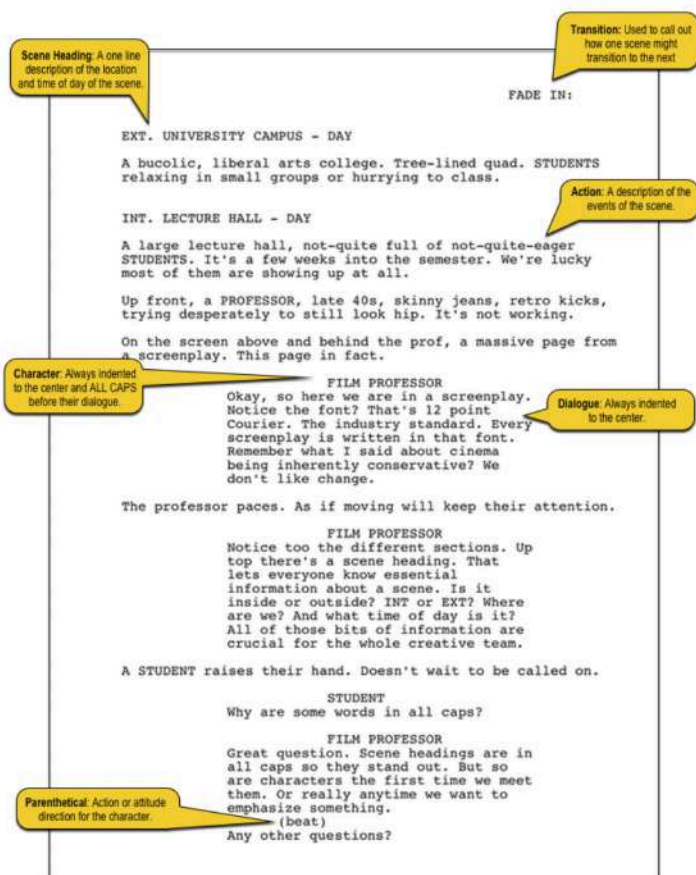 Transition: Used to call out
how one scene might
transition to the next
Scene Heading: A one line
description of the location
and time of day of the scene.
FADE IN:
EXT. UNIVERSITY CAMPUS - DAY
A bucolic, liberal arts college. Tree-lined quad. STUDENTS
relaxing in small groups or hurrying to class.
Action: A description of the
events of the scene.
INT. LECTURE HALL - DAY
A large lecture hall, not-quite full of not-quite-eager
STUDENTS. It's a few weeks into the semester. We're lucky
most of them are showing up at all.
Up front, a PROFESSOR, late 40s, skinny jeans, retro kicks,
trying desperately to still look hip. It's not working.
On the screen above and behind the prof, a massive page from
a screenplay. This page in fact.
Character: Always indented
to the center and ALL CAPS
before their dialogue.
FILM PROFESSOR
Okay, so here we are in a screenplay.
Notice the font? That's 12 point
Courier. The industry standard. Every
screenplay is written in that font.
Remember what I said about cinema
being inherently conservative? We
don't like change.
Dialogue: Always indented
to the center.
The professor paces. As if moving will keep their attention.
FILM PROFESSOR
Notice too the different sections. Up
top there's a scene heading. That
lets everyone know essential
information about a scene. Is it
inside or outside? INT or EXT? Where
are we? And what time of day is it?
All of those bits of information are
crucial for the whole creative team.
A STUDENT raises their hand. Doesn't wait to be called on.
STUDENT
Why are some words in all caps?
FILM PROFESSOR
Great question. Scene headings are in
all caps so they stand out. But so
are characters the first time we meet
them. Or really anytime we want to
emphasize something.
Parenthetical: Action or attitude
direction for the character.
(beat)
Any other questions?